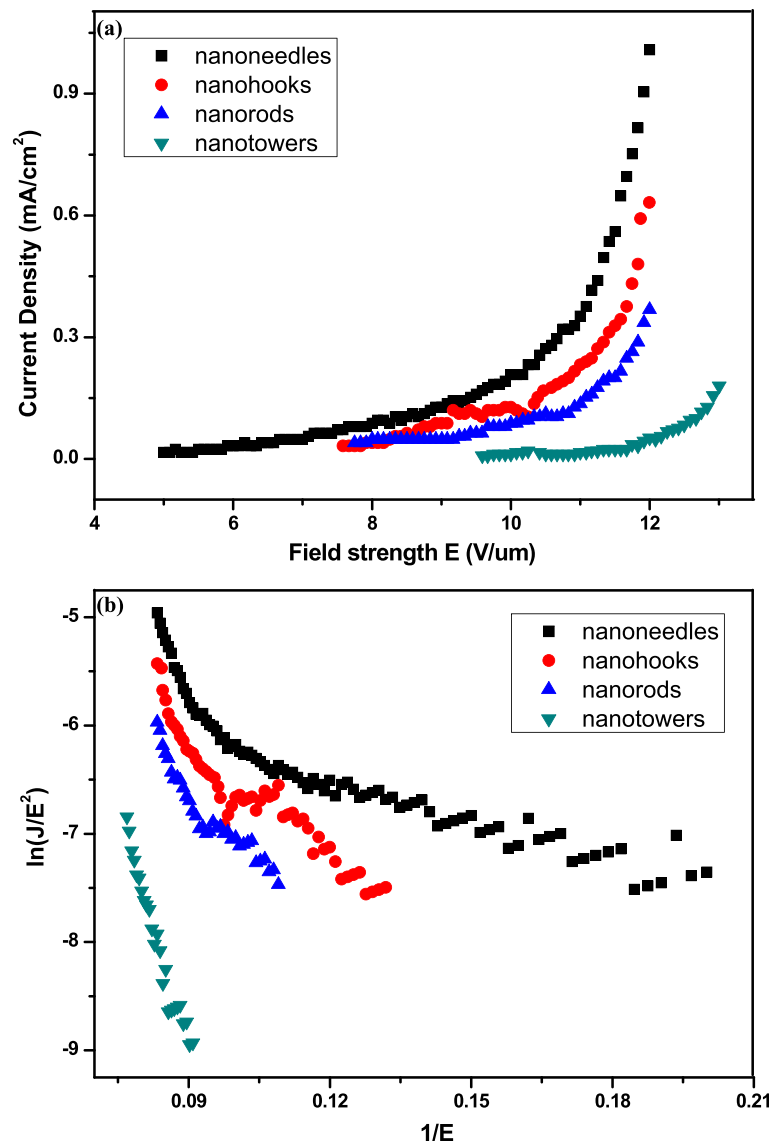 (a)
nanoneedles
nanohooks
nanorods
nanotowers
0.9
0.6
0.3
0.0
Current Density (mA/cm²)
4
6
8
10
12
Field strength E (V/um)
(b)
nanoneedles
nanohooks
nanorods
nanotowers
-5
-6
-7
-8
-9
ln(J/E²)
0.09
0.12
0.15
0.18
0.21
1/E